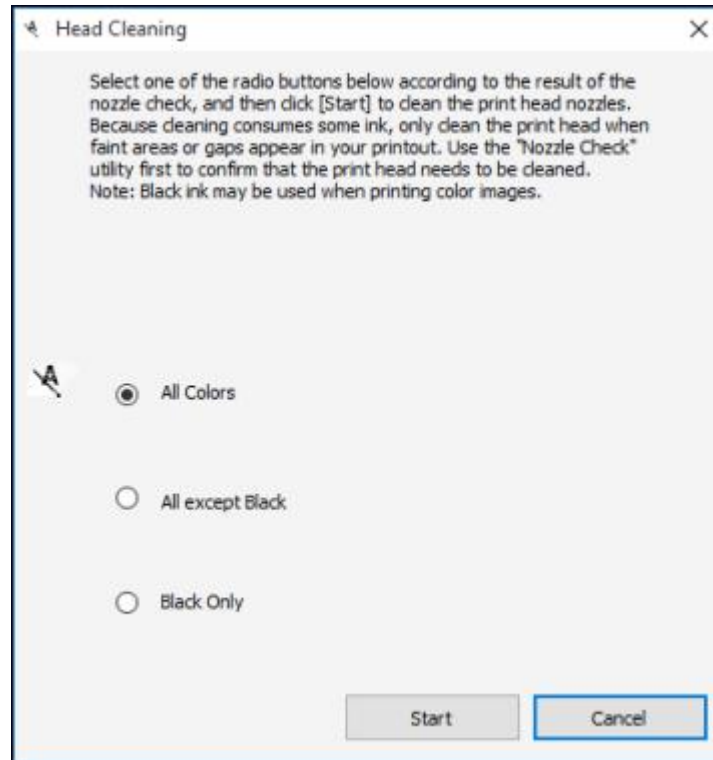 Head Cleaning
Select one of the radio buttons below according to the result of the
nozzle check, and then click [Start] to clean the print head nozzles.
Because cleaning consumes some ink, only clean the print head when
faint areas or gaps appear in your printout. Use the "Nozzle Check"
utility first to confirm that the print head needs to be cleaned.
Note: Black ink may be used when printing color images.
A
All Colors
All except Black
Black Only
Start Cancel